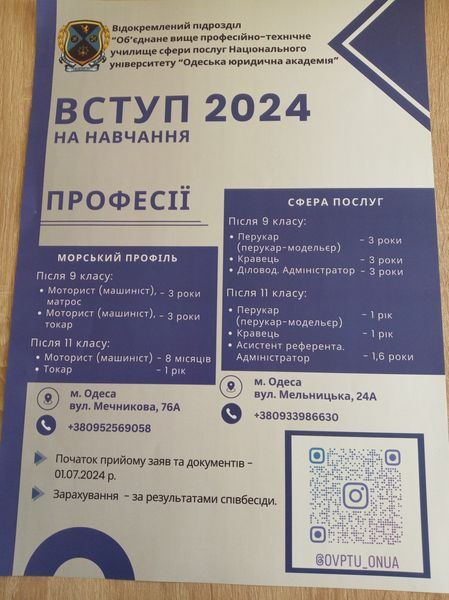 Відокремлений підрозділ
"Об'єднане вище професійно-технічне
училище сфери послуг Національного
університету "Одеська юридична академія"
ВСТУП 2024
НА НАВЧАННЯ
ПРОФЕСІЇ
МОРСЬКИЙ ПРОФІЛЬ
Після 9 класу:
• Моторист (машиніст), - 3 роки
матрос
• Моторист (машиніст), - 3 роки
токар
Після 11 класу:
• Моторист (машиніст) - 8 місяців
• Токар - 1 рік
м. Одеса
вул. Мечникова, 76А
+380952569058
СФЕРА ПОСЛУГ
Після 9 класу:
• Перукар
(перукар-модельєр) - 3 роки
• Кравець - 3 роки
• Діловод. Адміністратор - 3 роки
Після 11 класу:
• Перукар - 1 рік
(перукар-модельєр)
• Кравець - 1 рік
• Асистент референта.
Адміністратор - 1,6 роки
м. Одеса
вул. Мельницька, 24А
+380933986630
Початок прийому заяв та документів –
01.07.2024 р.
Зарахування – за результатами співбесіди.
@OVPTU_ONUA